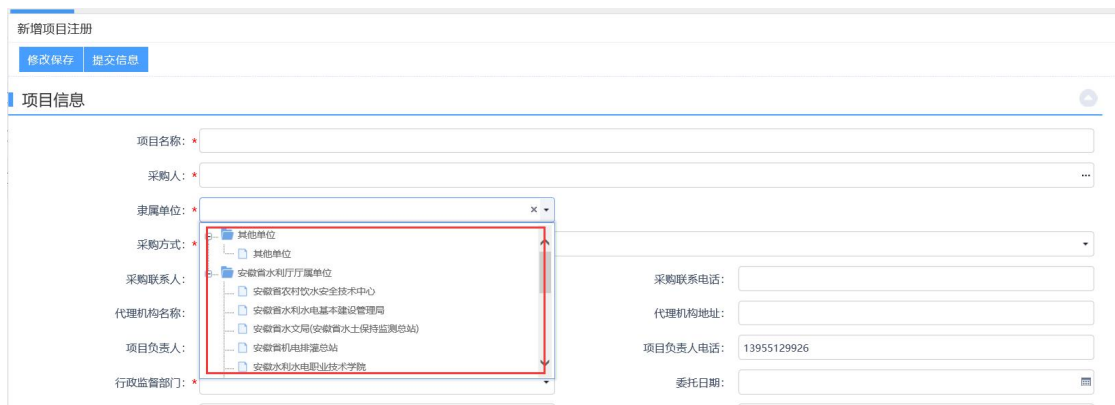 新增项目注册
修改保存 提交信息
项目信息
项目名称: *
采购人: * ...
隶属单位: *
其他单位
采购方式: *
其他单位
安徽省水利厅厅属单位
采购联系人: 采购联系电话:
安徽省农村饮水安全技术中心
代理机构名称: 安徽省水利水电基本建设管理局 代理机构地址:
安徽省水文局(安徽省水土保持监测总站)
项目负责人: 安徽省机电排灌总站 项目负责人电话: 13955129926
安徽水利水电职业技术学院
行政监督部门: * 委托日期: